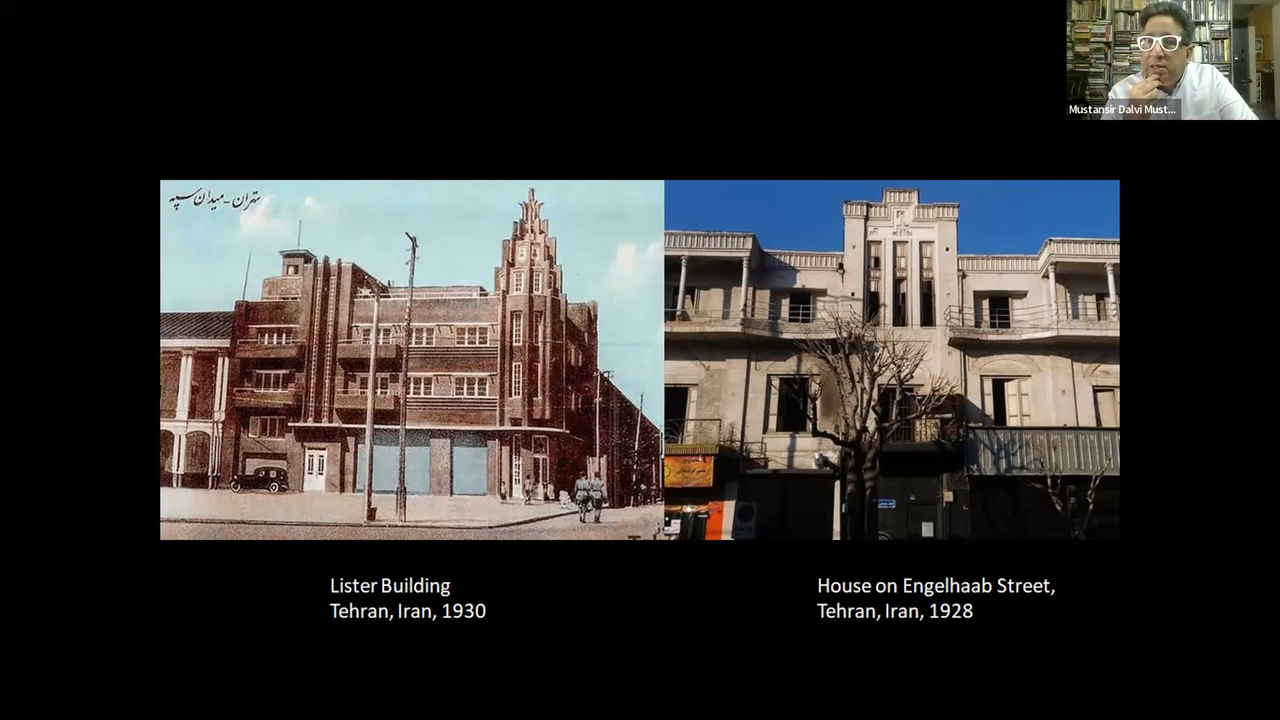 Mustansir Dalvi Must...
تهران - میدان سپه
Lister Building
Tehran, Iran, 1930
House on Engelhaab Street,
Tehran, Iran, 1928